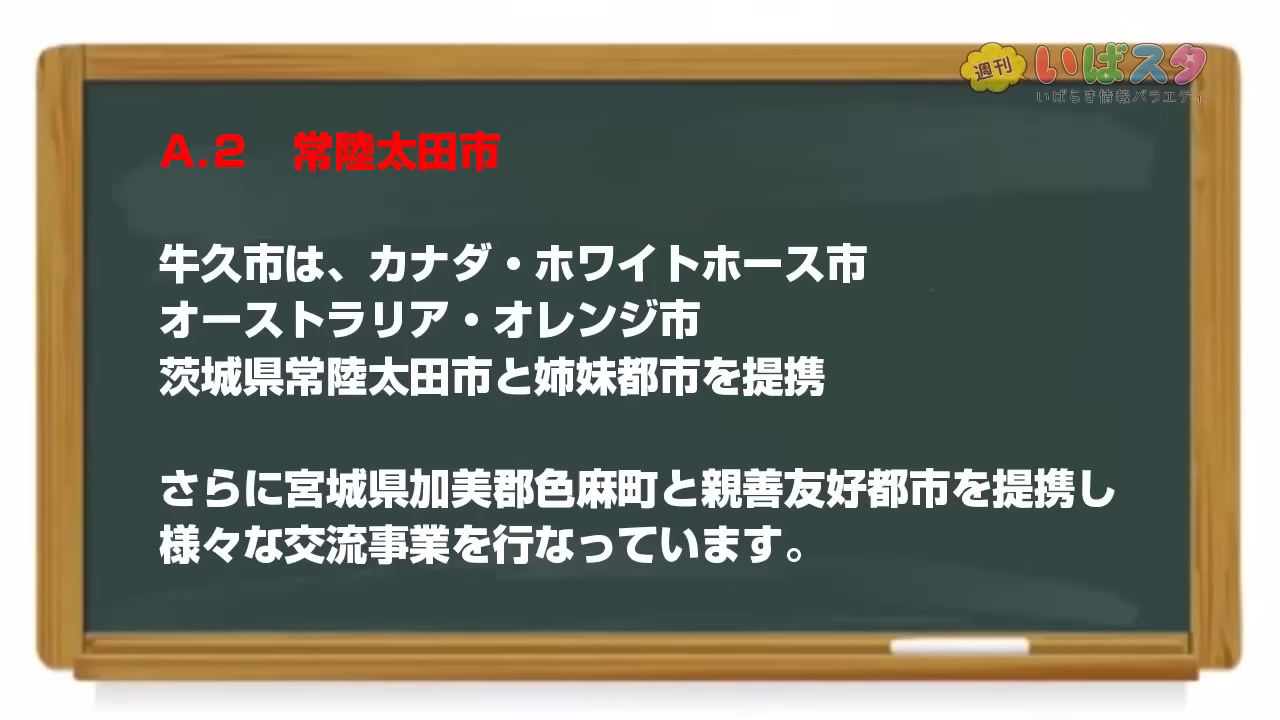 週刊 いばスタ
いばらき情報バラエティ
A.2　常陸太田市
牛久市は、カナダ・ホワイトホース市
オーストラリア・オレンジ市
茨城県常陸太田市と姉妹都市を提携
さらに宮城県加美郡色麻町と親善友好都市を提携し
様々な交流事業を行なっています。